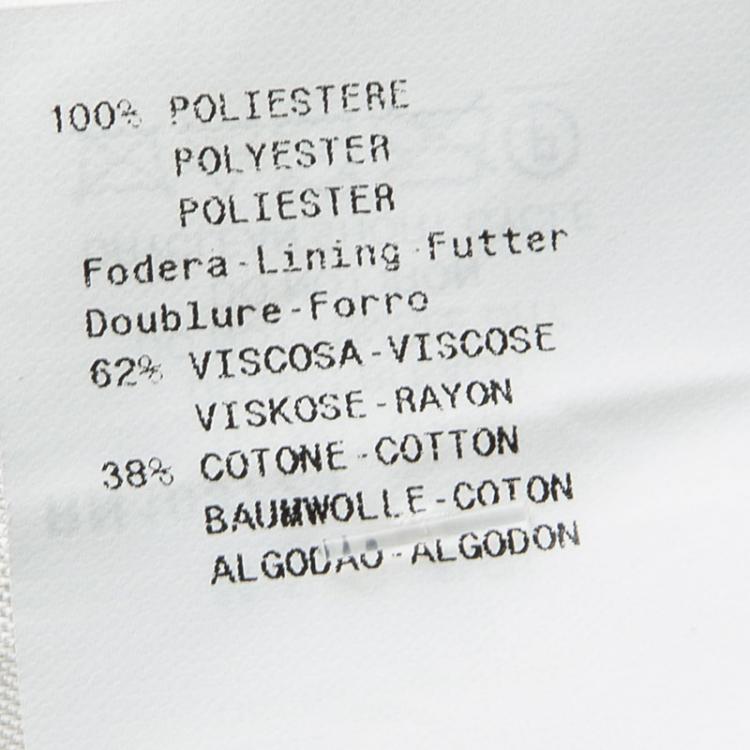 100% POLIESTERE
POLYESTER
POLIESTER
Fodera-Lining Futter
Doublure-Forro
62% VISCOSA-VISCOSE
VISKOSE-RAYON
38% COTONE-COTTON
BAUMWOLLE-COTON
ALGODAO-ALGODON